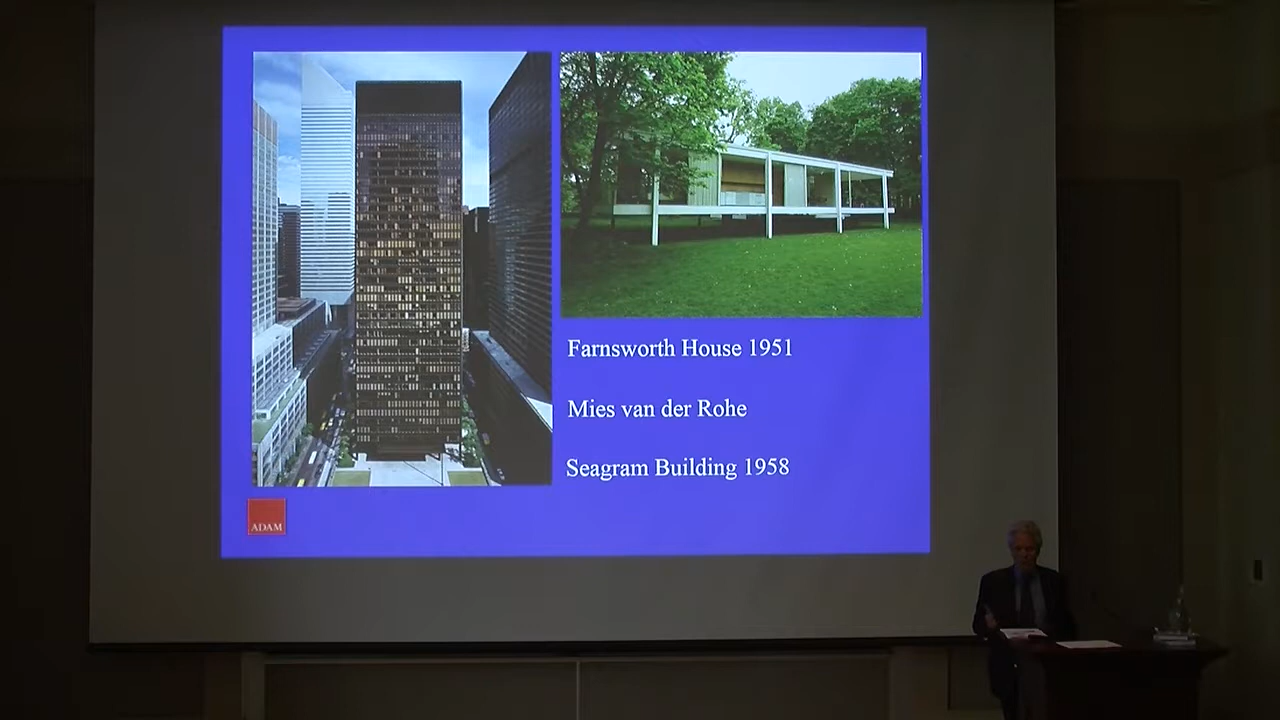 Farnsworth House 1951
Mies van der Rohe
Seagram Building 1958
ADAM